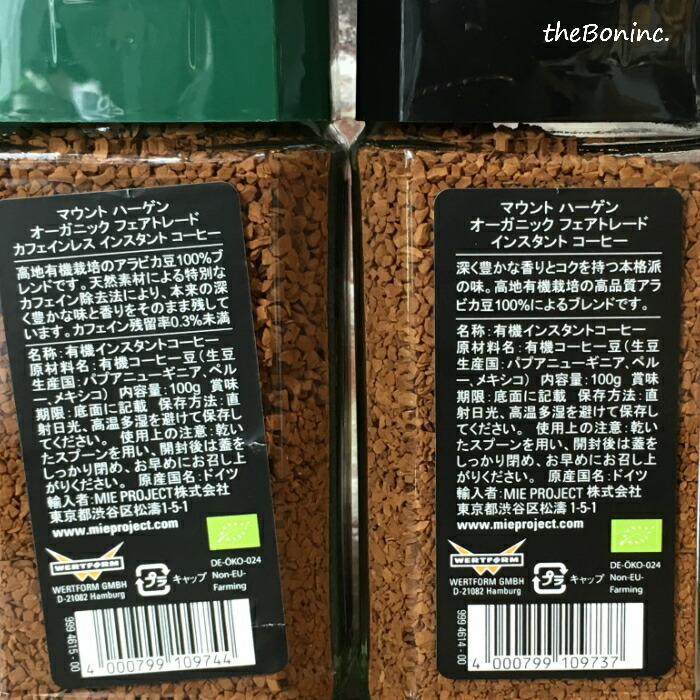 theBoninc.
マウント ハーゲン
オーガニック フェアトレード
カフェインレス インスタント コーヒー
高地有機栽培のアラビカ豆100%ブ
レンドです。天然素材による特別な
カフェイン除去法により、本来の深
く豊かな味と香りをそのまま残して
います。カフェイン残留率0.3%未満
名称:有機インスタントコーヒー
原材料名:有機コーヒー豆(生豆
生産国:パプアニューギニア、ペル
ー、メキシコ) 内容量:100g 賞味
期限:底面に記載 保存方法:直
射日光、高温多湿を避けて保存し
てください。 使用上の注意:乾い
たスプーンを用い、開封後は蓋を
しっかり閉め、お早めにお召し上
がりください。 原産国名:ドイツ
輸入者:MIE PROJECT株式会社
東京都渋谷区松濤1-5-1
www.mieproject.com
WERTFORM
WERTFORM GMBH
D-21082 Hamburg
プラ
キャップ
DE-ÖKO-024
Non-EU-
Farming
999 4615 - 00
4 000799 109744
マウント ハーゲン
オーガニック フェアトレード
インスタント コーヒー
深く豊かな香りとコクを持つ本格派
の味。高地有機栽培の高品質アラ
ビカ豆100%によるブレンドです。
名称:有機インスタントコーヒー
原材料名:有機コーヒー豆(生豆
生産国:パプアニューギニア、ペル
ー、メキシコ) 内容量:100g 賞味
期限:底面に記載 保存方法:直
射日光、高温多湿を避けて保存し
てください。 使用上の注意:乾い
たスプーンを用い、開封後は蓋を
しっかり閉め、お早めにお召し上
がりください。 原産国名:ドイツ
輸入者:MIE PROJECT株式会社
東京都渋谷区松濤1-5-1
www.mieproject.com
WERTFORM
WERTFORM GMBH
D-21082 Hamburg
プラ
キャップ
DE-ÖKO-024
Non-EU-
Farming
999 4614 - 00
4 000799 109737